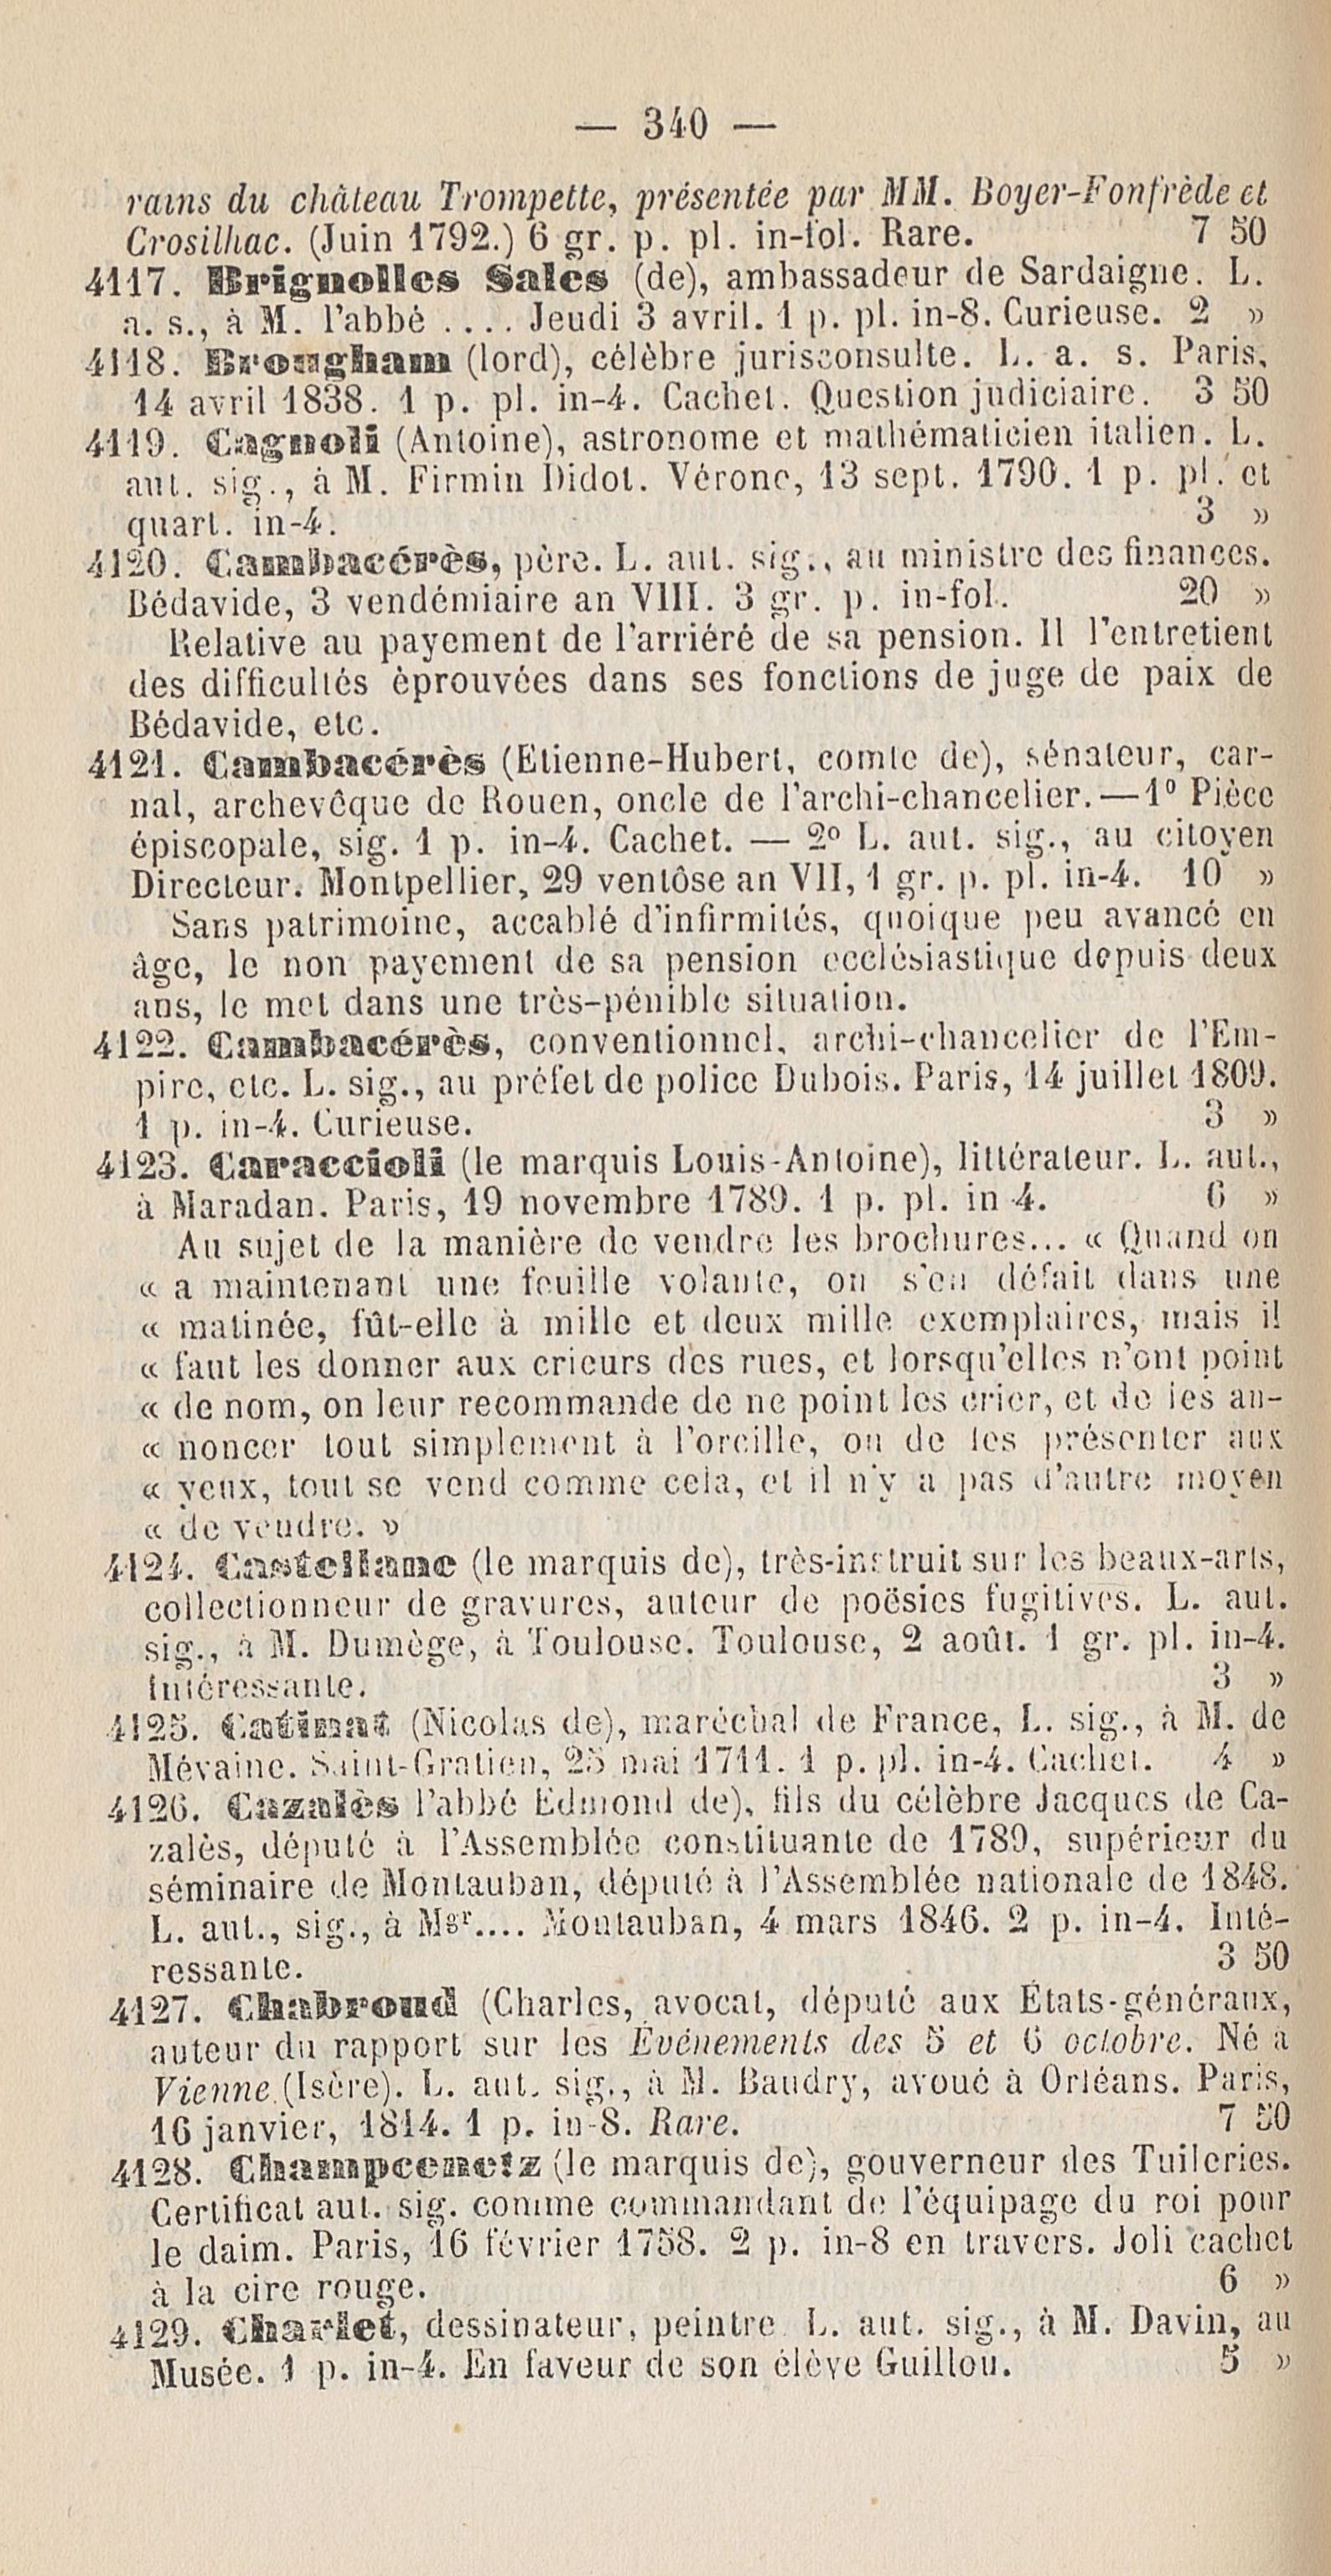 — 340 —
rains du château Trompette, présentée par MM. Boyer-Fonfrède et
Crosilhac. (Juin 1792.) 6 gr. p. pl. in-fol. Rare. 7 50
4117. Brignolles Sales (de), ambassadeur de Sardaigne. L.
a. s., à M. l'abbé .... Jeudi 3 avril. 1 p. pl. in-8. Curieuse. 2 »
4118. Brougham (lord), célèbre jurisconsulte. L. a. s. Paris,
14 avril 1838. 1 p. pl. in-4. Cachet. Question judiciaire. 3 50
4119. Cagnoli (Antoine), astronome et mathématicien italien. L.
aut. sig., à M. Firmin Didot. Vérone, 13 sept. 1790. 1 p. pl. et
quart. in-4. 3 »
4120. Cambacérès, père. L. aut. sig., au ministre des finances.
Bédavide, 3 vendémiaire an VIII. 3 gr. p. in-fol. 20 »
Relative au payement de l'arriéré de sa pension. Il l'entretient
des difficultés èprouvées dans ses fonctions de juge de paix de
Bédavide, etc.
4121. Cambacérès (Etienne-Hubert, comte de), sénateur, car-
nal, archevêque de Rouen, oncle de l'archi-chancelier.—1º Pièce
épiscopale, sig. 1 p. in-4. Cachet. — 2º L. aut. sig., au citoyen
Directeur. Montpellier, 29 ventôse an VII, 1 gr. p. pl. in-4. 10 »
Sans patrimoine, accablé d'infirmités, quoique peu avancé en
âge, le non payement de sa pension ecclésiastique depuis deux
ans, le met dans une très-pénible situation.
4122. Cambacérès, conventionnel, archi-chancelier de l'Em-
pire, etc. L. sig., au préfet de police Dubois. Paris, 14 juillet 1809.
1 p. in-4. Curieuse. 3 »
4123. Caraccioli (le marquis Louis-Antoine), littérateur. L. aut.,
à Maradan. Paris, 19 novembre 1789. 1 p. pl. in 4. 6 »
Au sujet de la manière de vendre les brochures... « Quand on
« a maintenant une feuille volante, on s'en défait dans une
« matinée, fût-elle à mille et deux mille exemplaires, mais il
« faut les donner aux crieurs des rues, et lorsqu'elles n'ont point
« de nom, on leur recommande de ne point les crier, et de les an-
« noncer tout simplement à l'oreille, ou de les présenter aux
« yeux, tout se vend comme cela, et il n'y a pas d'autre moyen
« de vendre. »
4124. Castellane (le marquis de), très-instruit sur les beaux-arts,
collectionneur de gravures, auteur de poësies fugitives. L. aut.
sig., à M. Dumège, à Toulouse. Toulouse, 2 août. 1 gr. pl. in-4.
Intéressante. 3 »
4125. Catinat (Nicolas de), maréchal de France, L. sig., à M. de
Mévaine. Saint-Gratien, 25 mai 1711. 1 p. pl. in-4. Cachet. 4 »
4126. Cazalès l'abbé Edmond de), fils du célèbre Jacques de Ca-
zalès, député à l'Assemblée constituante de 1789, supérieur du
séminaire de Montauban, député à l'Assemblée nationale de 1848.
L. aut., sig., à Mgr.... Montauban, 4 mars 1846. 2 p. in-4. Inté-
ressante. 3 50
4127. Chabroud (Charles, avocat, député aux États-généraux,
auteur du rapport sur les Événements des 5 et 6 octobre. Né à
Vienne (Isère). L. aut. sig., à M. Baudry, avoué à Orléans. Paris,
16 janvier, 1814. 1 p. in-8. Rare. 7 50
4128. Champcenetz (le marquis de), gouverneur des Tuileries.
Certificat aut. sig. comme commandant de l'équipage du roi pour
le daim. Paris, 16 février 1758. 2 p. in-8 en travers. Joli cachet
à la cire rouge. 6 »
4129. Charlet, dessinateur, peintre L. aut. sig., à M. Davin, au
Musée. 1 p. in-4. En faveur de son élève Guillou. 5 »